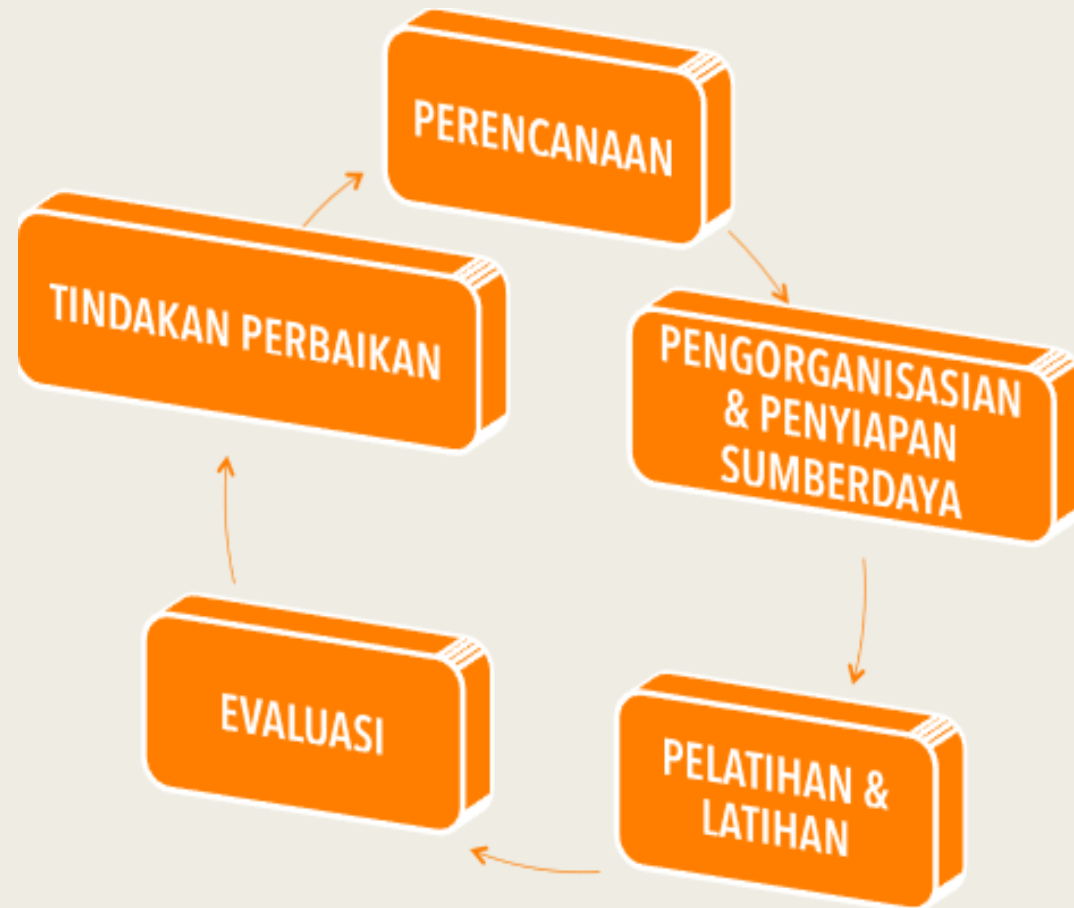 PERENCANAAN
PENGORGANISASIAN
& PENYIAPAN
SUMBERDAYA
PELATIHAN &
LATIHAN
EVALUASI
TINDAKAN PERBAIKAN